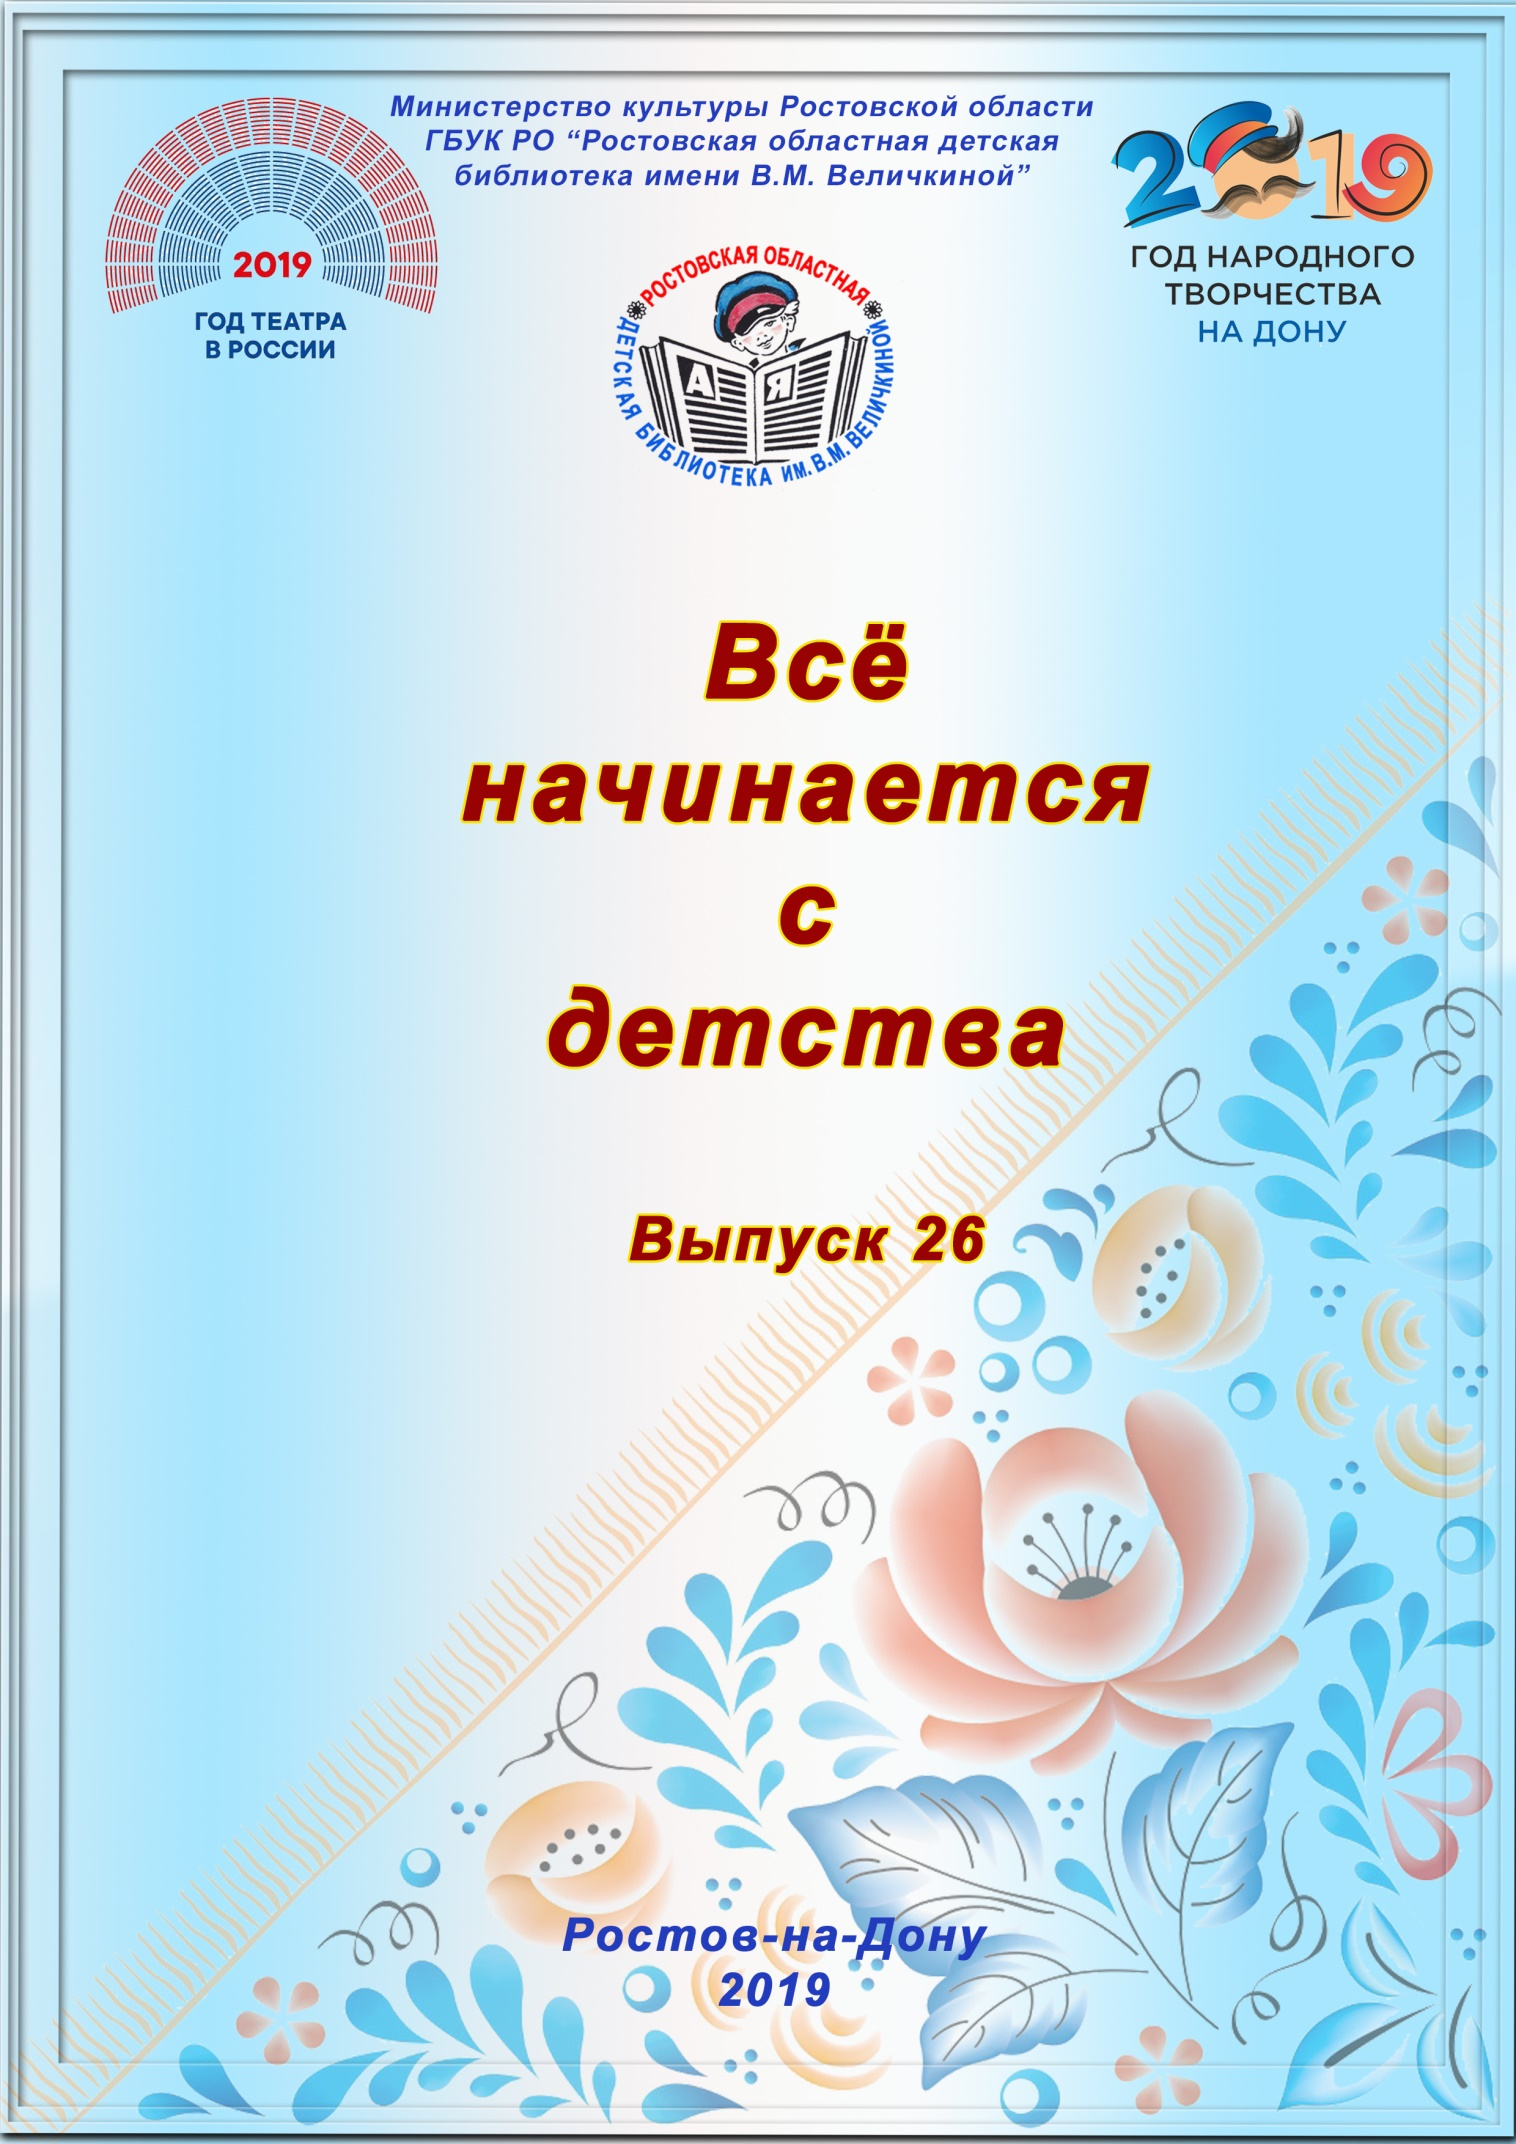 Министерство культуры Ростовской области
ГБУК РО “Ростовская областная детская
библиотека имени В.М. Величкиной”
2019
ГОД ТЕАТРА
В РОССИИ
2019
ГОД НАРОДНОГО
ТВОРЧЕСТВА
НА ДОНУ
РОСТОВСКАЯ ОБЛАСТНАЯ
ДЕТСКАЯ БИБЛИОТЕКА ИМ. В.М. ВЕЛИЧКИНОЙ
А Я
Всё
начинается
с
детства
Выпуск 26
Ростов-на-Дону
2019